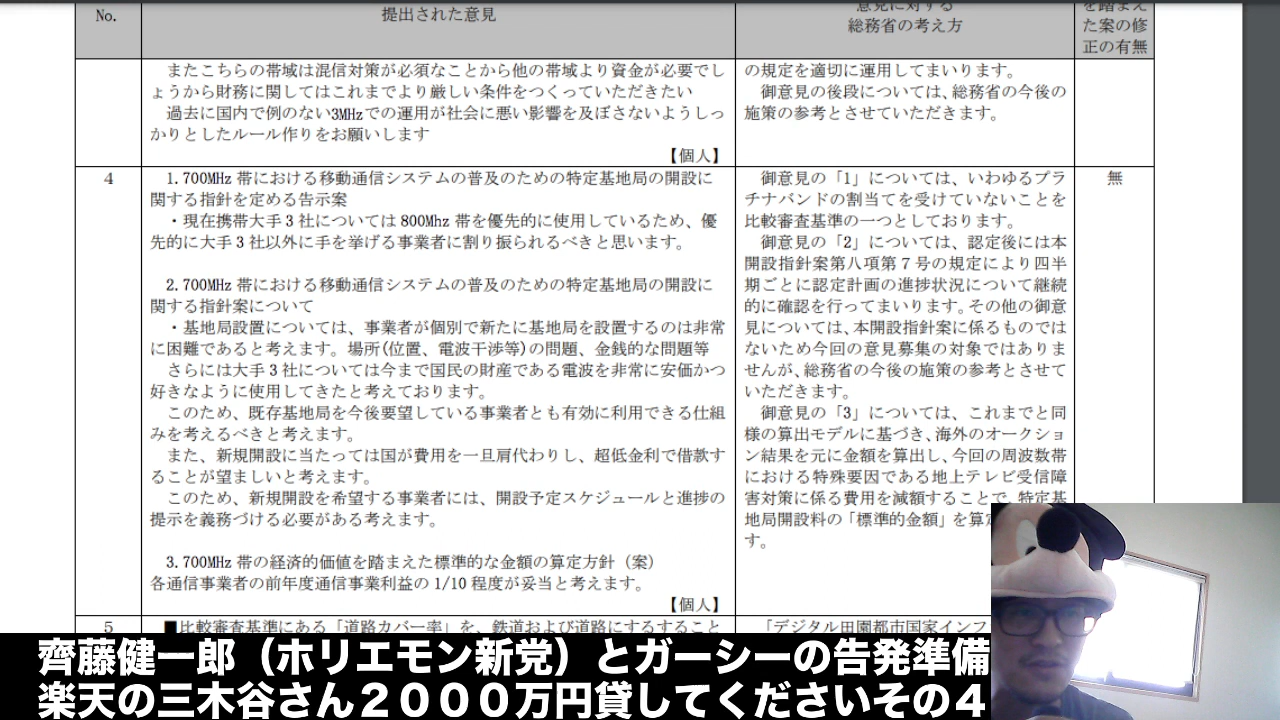 No.
提出された意見
意見に対する
総務省の考え方
を踏まえ
た案の修
正の有無
またこちらの帯域は混信対策が必須なことから他の帯域より資金が必要でし
ょうから財務に関してはこれまでより厳しい条件をつくっていただきたい
過去に国内で例のない3MHzでの運用が社会に悪い影響を及ぼさないようしっ
かりとしたルール作りをお願いします
【個人】
の規定を適切に運用してまいります。
御意見の後段については、総務省の今後の
施策の参考とさせていただきます。
4
1.700MHz 帯における移動通信システムの普及のための特定基地局の開設に
関する指針を定める告示案
・現在携帯大手３社については 800Mhz 帯を優先的に使用しているため、優
先的に大手３社以外に手を挙げる事業者に割り振られるべきと思います。
2.700MHz 帯における移動通信システムの普及のための特定基地局の開設に
関する指針案について
・基地局設置については、事業者が個別で新たに基地局を設置するのは非常
に困難であると考えます。場所(位置、電波干渉等)の問題、金銭的な問題等
さらには大手３社については今まで国民の財産である電波を非常に安価かつ
好きなように使用してきたと考えております。
このため、既存基地局を今後要望している事業者とも有効に利用できる仕組
みを考えるべきと考えます。
また、新規開設に当たっては国が費用を一旦肩代わりし、超低金利で借款す
ることが望ましいと考えます。
このため、新規開設を希望する事業者には、開設予定スケジュールと進捗の
提示を義務づける必要がある考えます。
3.700MHz 帯の経済的価値を踏まえた標準的な金額の算定方針（案）
各通信事業者の前年度通信事業利益の 1/10 程度が妥当と考えます。
【個人】
御意見の「1」については、いわゆるプラ
チナバンドの割当てを受けていないことを
比較審査基準の一つとしております。
御意見の「2」については、認定後には本
開設指針案第八項第７号の規定により四半
期ごとに認定計画の進捗状況について継続
的に確認を行ってまいります。その他の御意
見については、本開設指針案に係るものでは
ないため今回の意見募集の対象ではありま
せんが、総務省の今後の施策の参考とさせて
いただきます。
御意見の「3」については、これまでと同
様の算出モデルに基づき、海外のオークショ
ン結果を元に金額を算出し、今回の周波数帯
における特殊要因である地上テレビ受信障
害対策に係る費用を減額することで、特定基
地局開設料の「標準的金額」を算
す。
無
5
■比較審査基準にある「道路カバー率」を、鉄道および道路にするすること
「デジタル田園都市国家インフ
齊藤健一郎（ホリエモン新党）とガーシーの告発準備
楽天の三木谷さん２０００万円貸してくださいその４